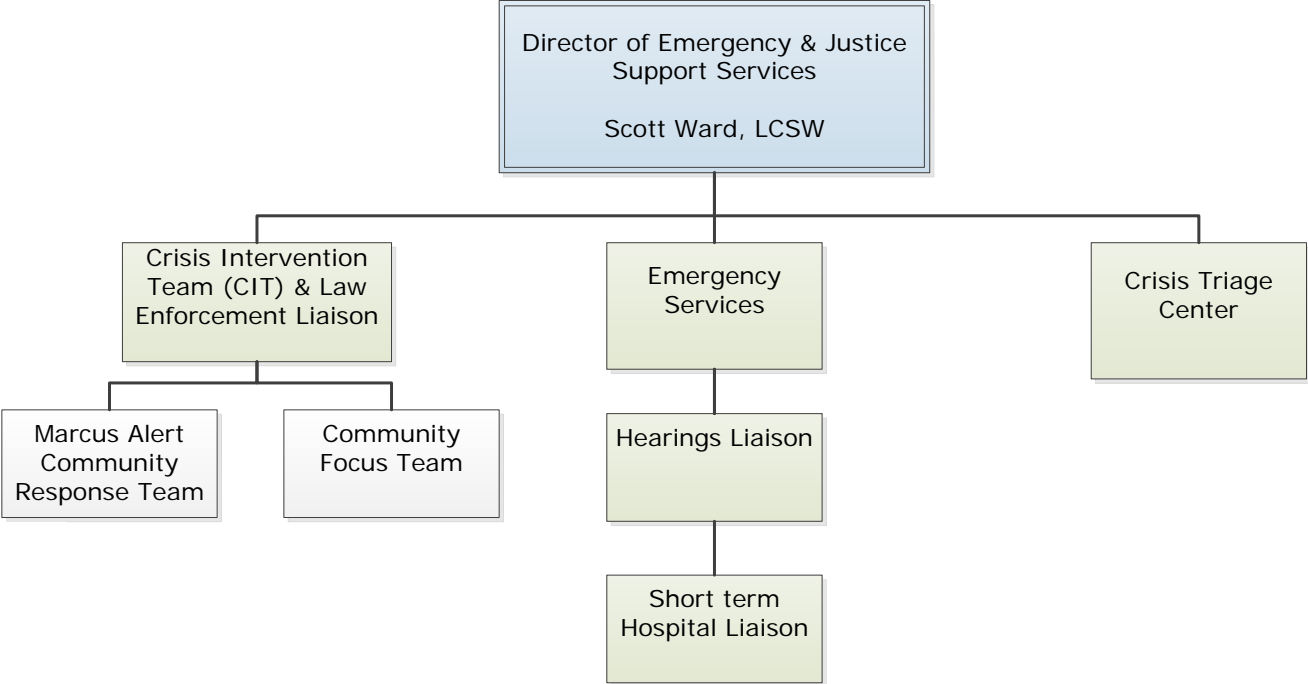 Director of Emergency & Justice
Support Services
Scott Ward, LCSW
Crisis Intervention
Team (CIT) & Law
Enforcement Liaison
Emergency
Services
Crisis Triage
Center
Marcus Alert
Community
Response Team
Community
Focus Team
Hearings Liaison
Short term
Hospital Liaison